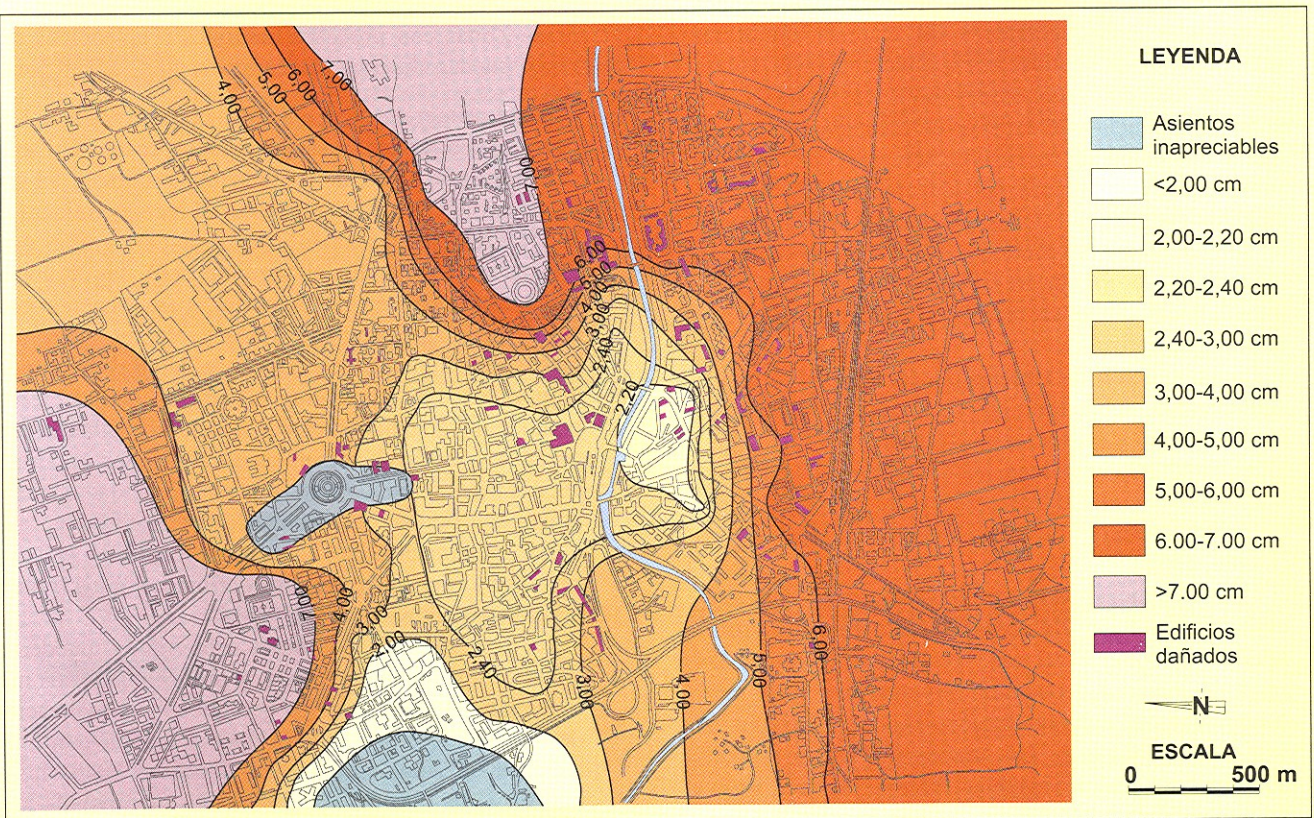 4,00
5,00
6,00
7,00
7,00
6,00
5,00
4,00
3,00
2,40
2,20
7,00
4,00
3,00
2,00
2,40
3,00
4,00
5,00
6,00
LEYENDA
Asientos
inapreciables
<2,00 cm
2,00-2,20 cm
2,20-2,40 cm
2,40-3,00 cm
3,00-4,00 cm
4,00-5,00 cm
5,00-6,00 cm
6.00-7.00 cm
>7.00 cm
Edificios
dañados
N
ESCALA
0 500 m